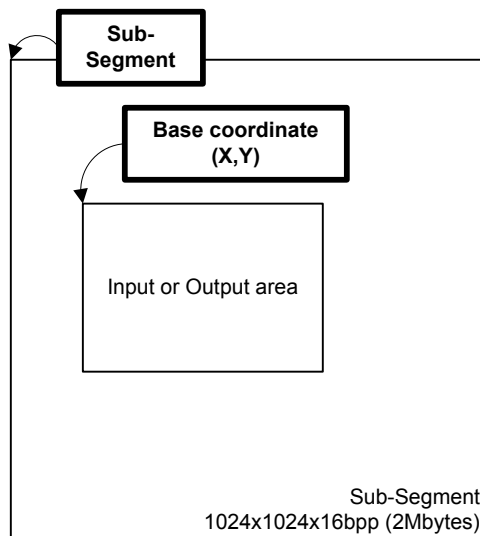 Sub-
Segment
Base coordinate
(X,Y)
Input or Output area
Sub-Segment
1024x1024x16bpp (2Mbytes)